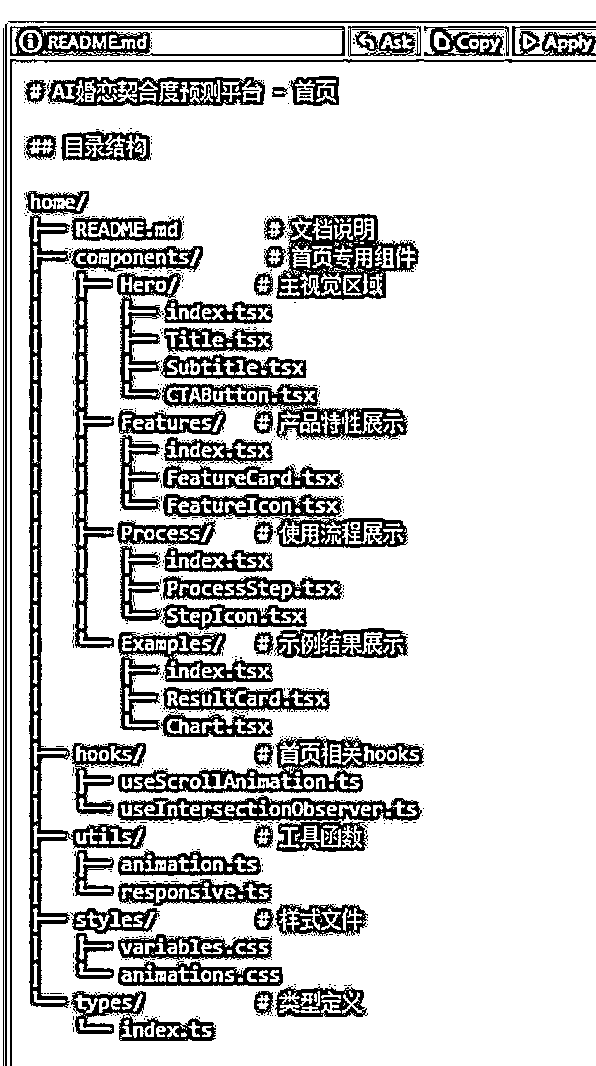 README.md Ask Copy Apply
# AI婚恋契合度预测平台 - 首页
## 目录结构
home/
├── README.md # 文档说明
├── components/ # 首页专用组件
│ ├── Hero/ # 主视觉区域
│ │ ├── index.tsx
│ │ ├── Title.tsx
│ │ ├── Subtitle.tsx
│ │ └── CTAButton.tsx
│ ├── Features/ # 产品特性展示
│ │ ├── index.tsx
│ │ ├── FeatureCard.tsx
│ │ └── FeatureIcon.tsx
│ ├── Process/ # 使用流程展示
│ │ ├── index.tsx
│ │ ├── ProcessStep.tsx
│ │ └── StepIcon.tsx
│ └── Examples/ # 示例结果展示
│ ├── index.tsx
│ ├── ResultCard.tsx
│ └── Chart.tsx
├── hooks/ # 首页相关hooks
│ ├── useScrollAnimation.ts
│ └── useIntersectionObserver.ts
├── utils/ # 工具函数
│ ├── animation.ts
│ └── responsive.ts
├── styles/ # 样式文件
│ ├── variables.css
│ └── animations.css
└── types/ # 类型定义
└── index.ts